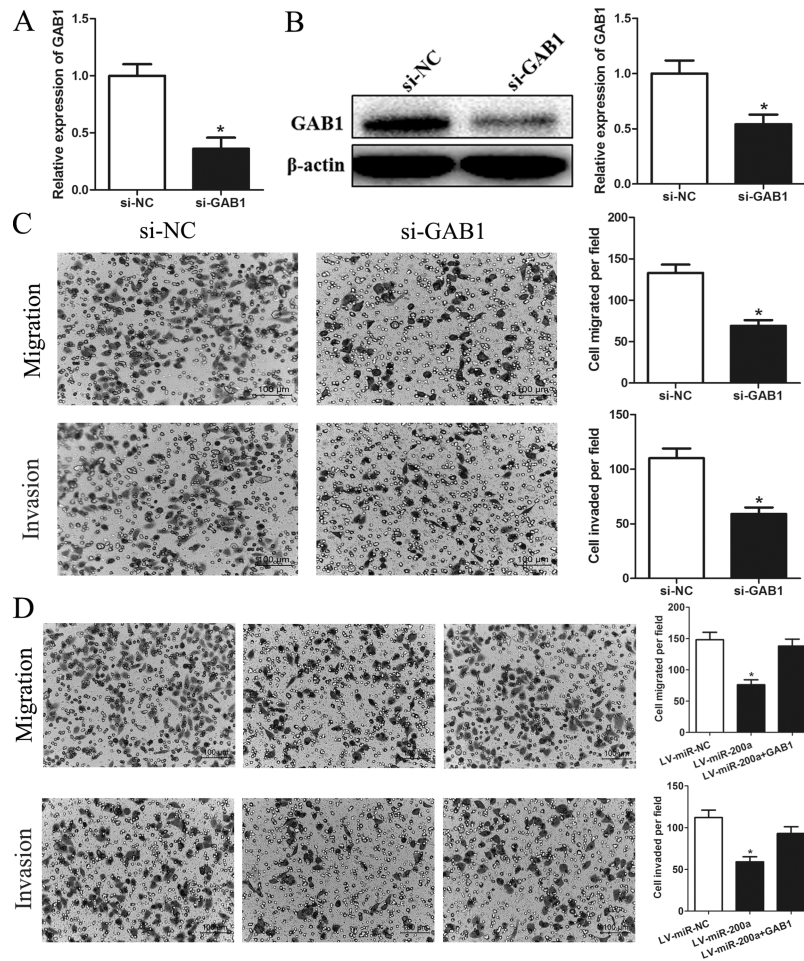 A
Relative expression of GAB1
1.5
1.0
0.5
0.0
*
si-NC
si-GAB1
B
si-NC
si-GAB1
GAB1
β-actin
Relative expression of GAB1
1.5
1.0
0.5
0.0
*
si-NC
si-GAB1
C
si-NC
si-GAB1
Migration
100 μm
100 μm
Cell migrated per field
200
150
100
50
0
*
si-NC
si-GAB1
Invasion
100 μm
100 μm
Cell invaded per field
150
100
50
0
*
si-NC
si-GAB1
D
Migration
100 μm
100 μm
100 μm
Cell migrated per field
200
150
100
50
0
*
LV-miR-NC
LV-miR-200a
LV-miR-200a+GAB1
Invasion
100 μm
100 μm
100 μm
Cell invaded per field
150
100
50
0
*
LV-miR-NC
LV-miR-200a
LV-miR-200a+GAB1